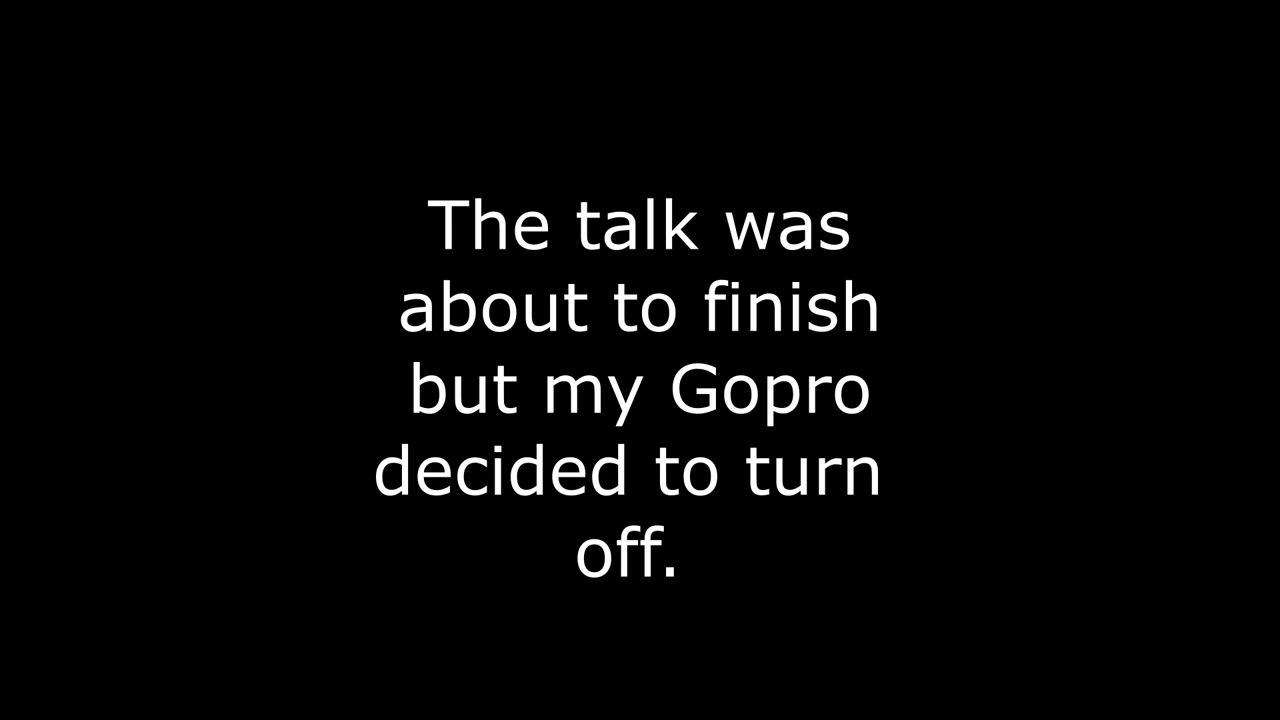 The talk was
about to finish
but my Gopro
decided to turn
off.